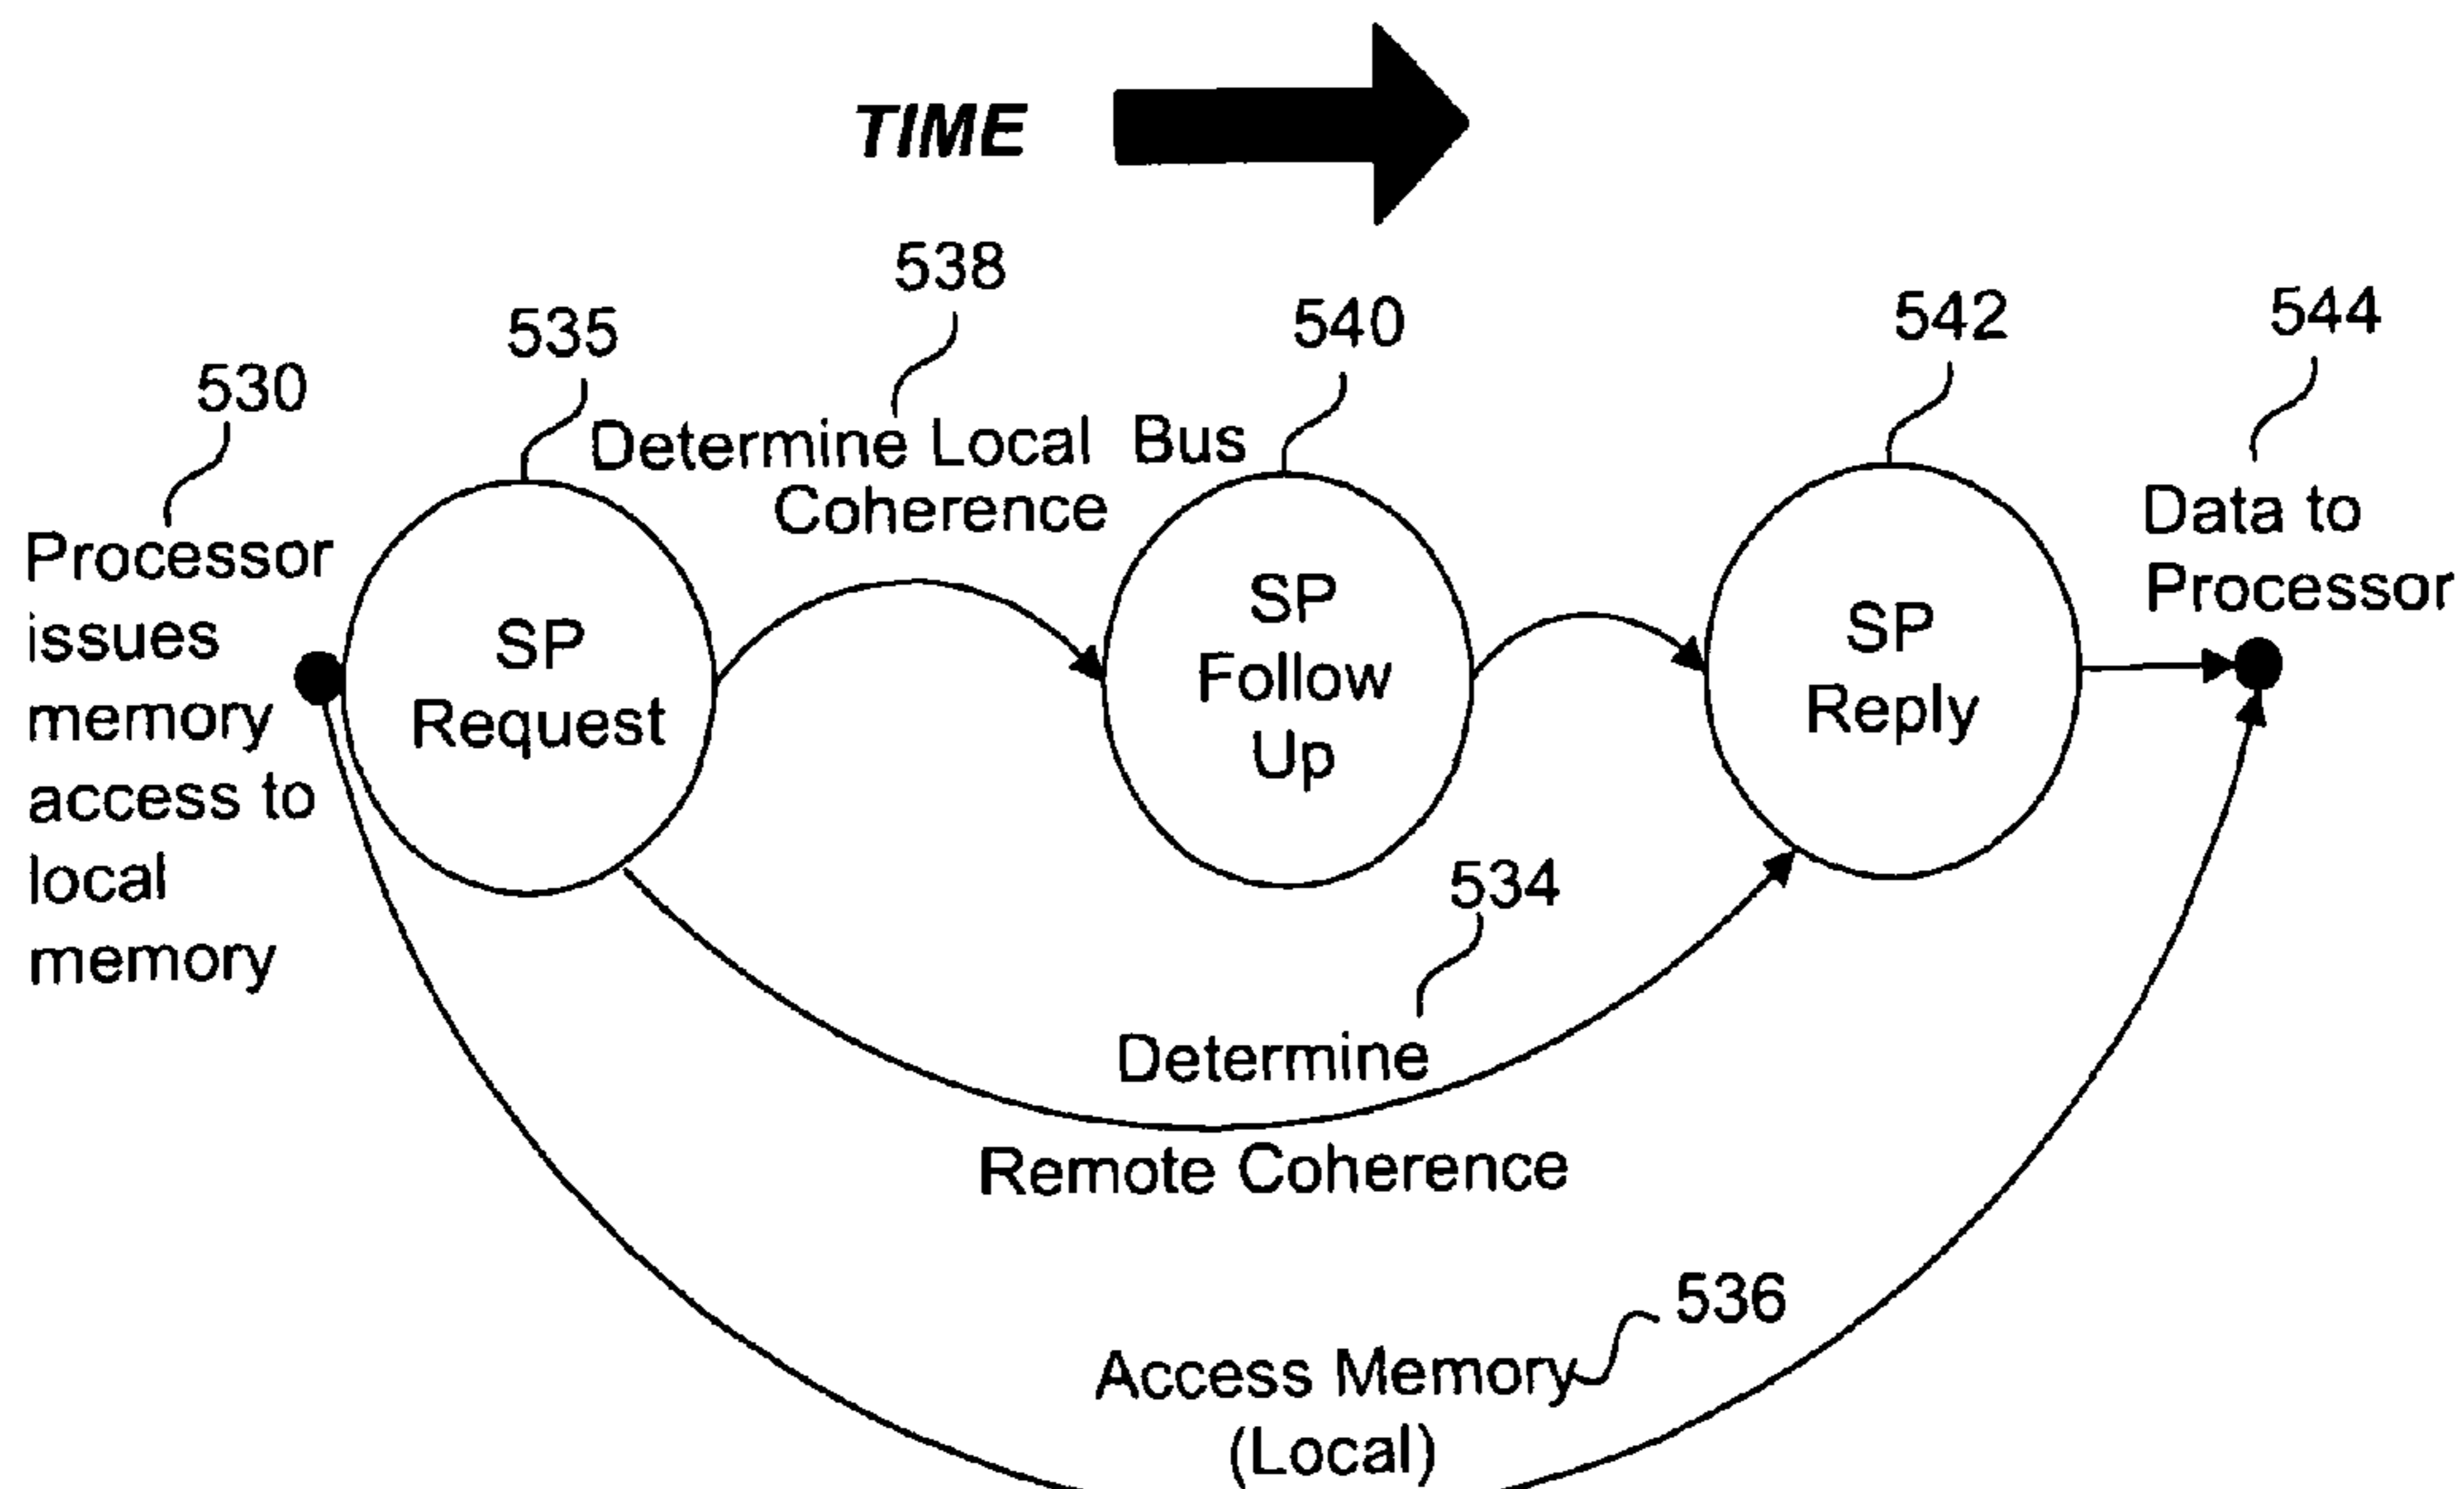 TIME
538
540
542
544
535
530
Determine Local Bus
Coherence
Data to
Processor
Processor
issues
memory
access to
local
memory
SP
Request
SP
Follow
Up
SP
Reply
534
Determine
Remote Coherence
536
Access Memory
(Local)